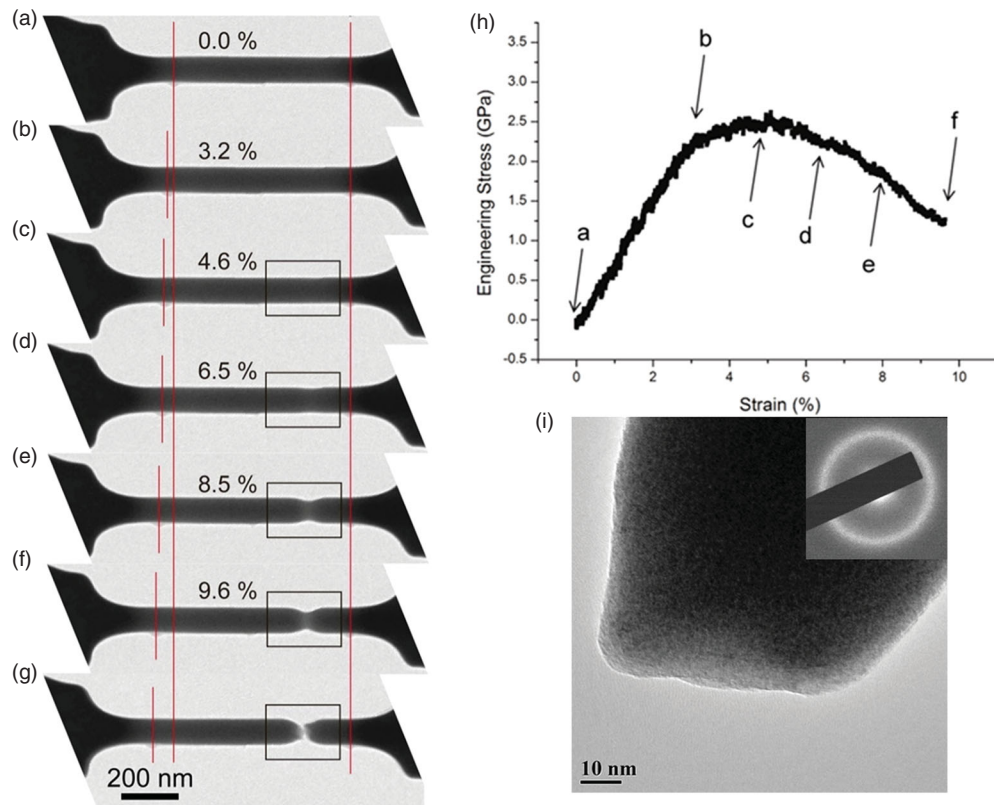 (a)
0.0 %
(b)
3.2 %
(c)
4.6 %
(d)
6.5 %
(e)
8.5 %
(f)
9.6 %
(g)
200 nm
(h)
Engineering Stress (GPa)
3.5
3.0
2.5
2.0
1.5
1.0
0.5
0.0
-0.5
0
2
4
6
8
10
Strain (%)
a
b
c
d
e
f
(i)
10 nm